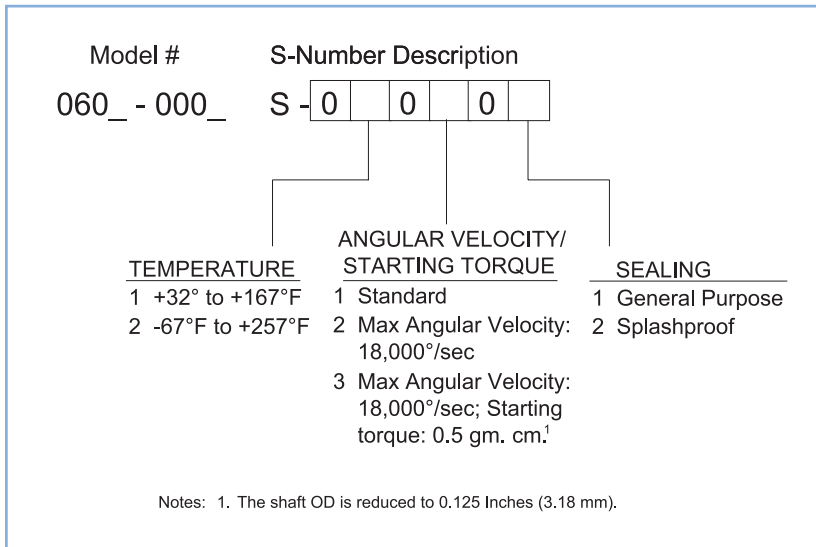 Model # S-Number Description
060_ - 000_ S - 0 0 0
TEMPERATURE
1 +32° to +167°F
2 -67°F to +257°F
ANGULAR VELOCITY/
STARTING TORQUE
1 Standard
2 Max Angular Velocity:
18,000°/sec
3 Max Angular Velocity:
18,000°/sec; Starting
torque: 0.5 gm. cm.¹
SEALING
1 General Purpose
2 Splashproof
Notes: 1. The shaft OD is reduced to 0.125 Inches (3.18 mm).